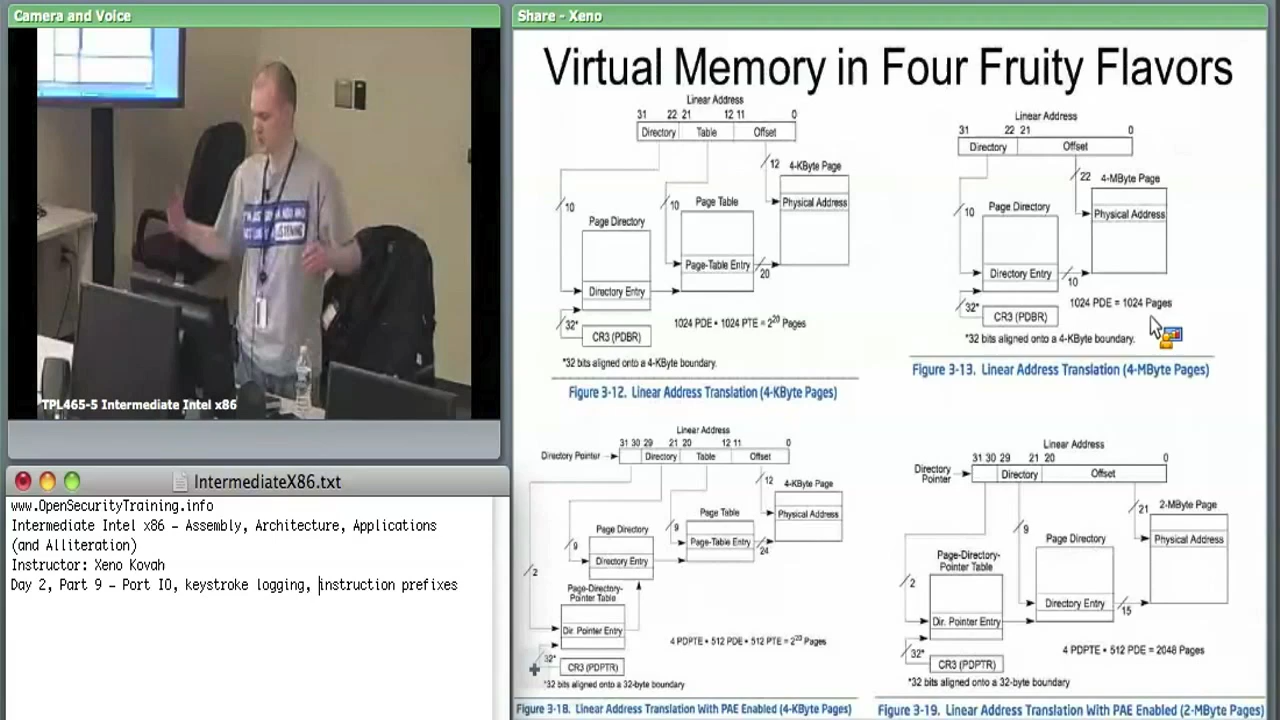 Camera and Voice
TPL465-5 Intermediate Intel x86
IntermediateX86.txt
www.OpenSecurityTraining.info
Intermediate Intel x86 – Assembly, Architecture, Applications
(and Alliteration)
Instructor: Xeno Kovah
Day 2, Part 9 – Port IO, keystroke logging, instruction prefixes
Share - Xeno
Virtual Memory in Four Fruity Flavors
Linear Address
31 22 21 12 11 0
Directory Table Offset
12 4-KByte Page
10 10 Page Table Physical Address
Page Directory
Page-Table Entry
20
Directory Entry
32*
CR3 (PDBR)
1024 PDE * 1024 PTE = 2^20 Pages
*32 bits aligned onto a 4-KByte boundary.
Figure 3-12. Linear Address Translation (4-KByte Pages)
Linear Address
31 22 21 0
Directory Offset
22 4-MByte Page
10 Page Directory Physical Address
Directory Entry
10
32*
CR3 (PDBR)
1024 PDE = 1024 Pages
*32 bits aligned onto a 4-KByte boundary.
Figure 3-13. Linear Address Translation (4-MByte Pages)
Linear Address
31 30 29 21 20 12 11 0
Directory Pointer Directory Table Offset
12 4-KByte Page
Page Table Physical Address
Page Directory 9
9 Page-Table Entry
24
Directory Entry
2
Page-Directory-
Pointer Table
Dir. Pointer Entry
4 PDPTE * 512 PDE * 512 PTE = 2^20 Pages
32*
CR3 (PDPTR)
*32 bits aligned onto a 32-byte boundary
Figure 3-18. Linear Address Translation With PAE Enabled (4-KByte Pages)
Linear Address
31 30 29 21 20 0
Directory
Pointer
Directory Offset
21 2-MByte Page
9
Page Directory Physical Address
Page-Directory-
Pointer Table
2
Directory Entry
15
Dir. Pointer Entry
4 PDPTE * 512 PDE = 2048 Pages
32*
CR3 (PDPTR)
*32 bits aligned onto a 32-byte boundary
Figure 3-19. Linear Address Translation With PAE Enabled (2-MByte Pages)